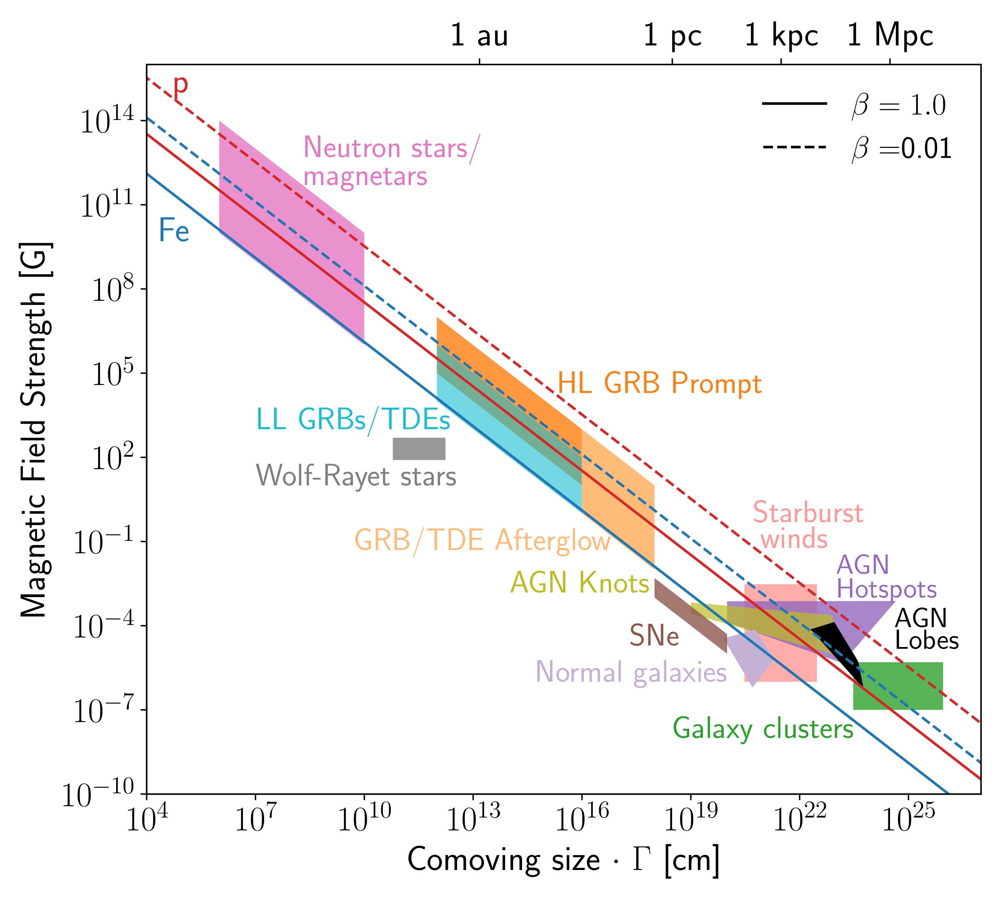 1 au 1 pc 1 kpc 1 Mpc
p
β = 1.0
β =0.01
Neutron stars/
magnetars
Fe
HL GRB Prompt
LL GRBs/TDEs
Wolf-Rayet stars
GRB/TDE Afterglow
Starburst
winds
AGN Knots
AGN
Hotspots
AGN
Lobes
SNe
Normal galaxies
Galaxy clusters
10^14
10^11
10^8
10^5
10^2
10^−1
10^−4
10^−7
10^−10
Magnetic Field Strength [G]
10^4 10^7 10^10 10^13 10^16 10^19 10^22 10^25
Comoving size · Γ [cm]